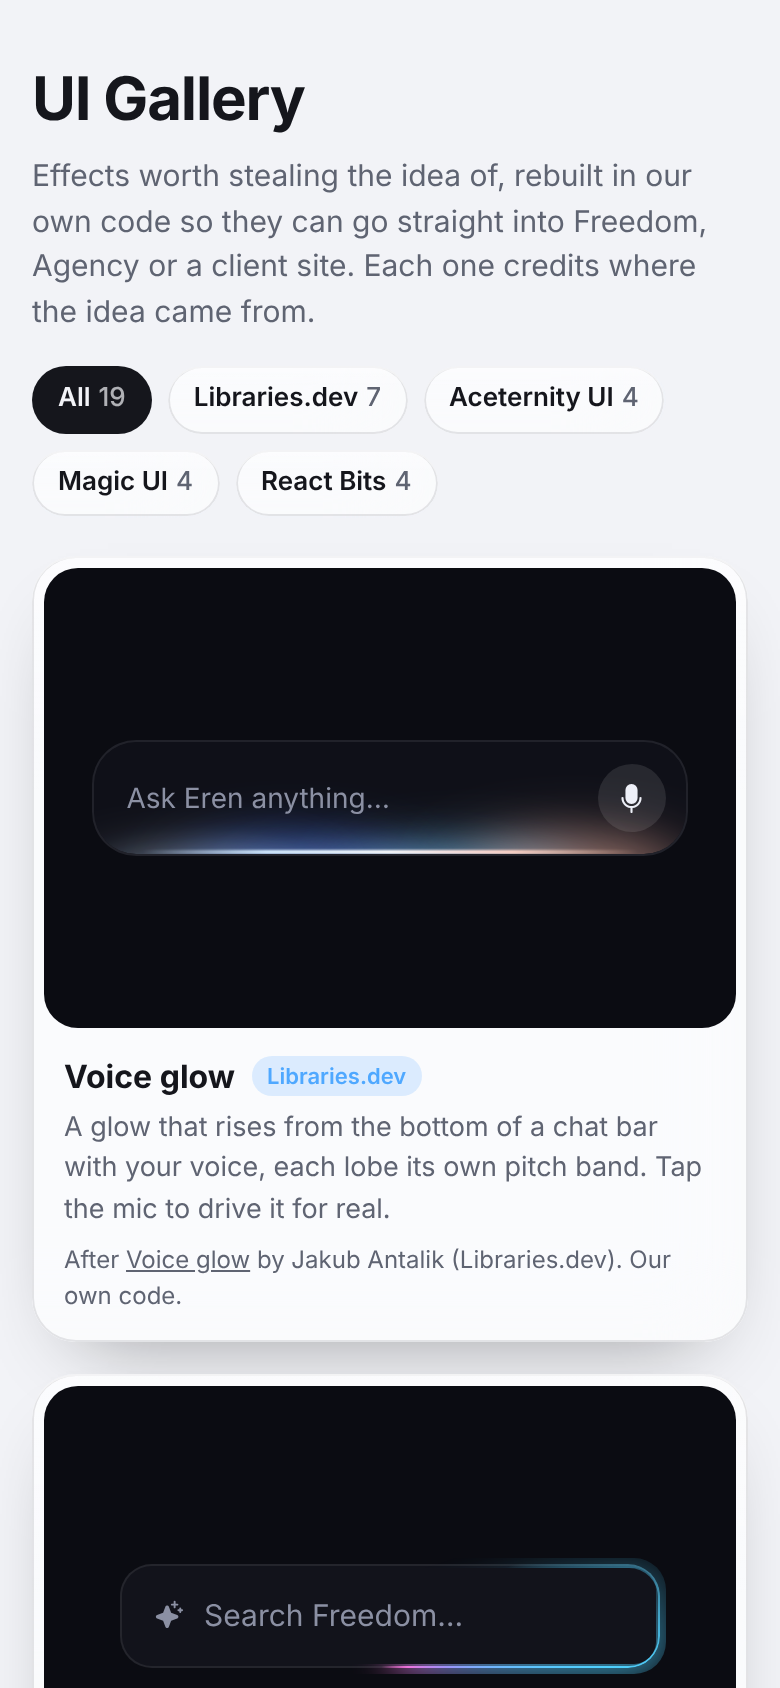 UI Gallery
Effects worth stealing the idea of, rebuilt in our
own code so they can go straight into Freedom,
Agency or a client site. Each one credits where
the idea came from.
All 19
Libraries.dev 7
Aceternity UI 4
Magic UI 4
React Bits 4
Ask Eren anything...
Voice glow
Libraries.dev
A glow that rises from the bottom of a chat bar
with your voice, each lobe its own pitch band. Tap
the mic to drive it for real.
After Voice glow by Jakub Antalik (Libraries.dev). Our
own code.
Search Freedom...